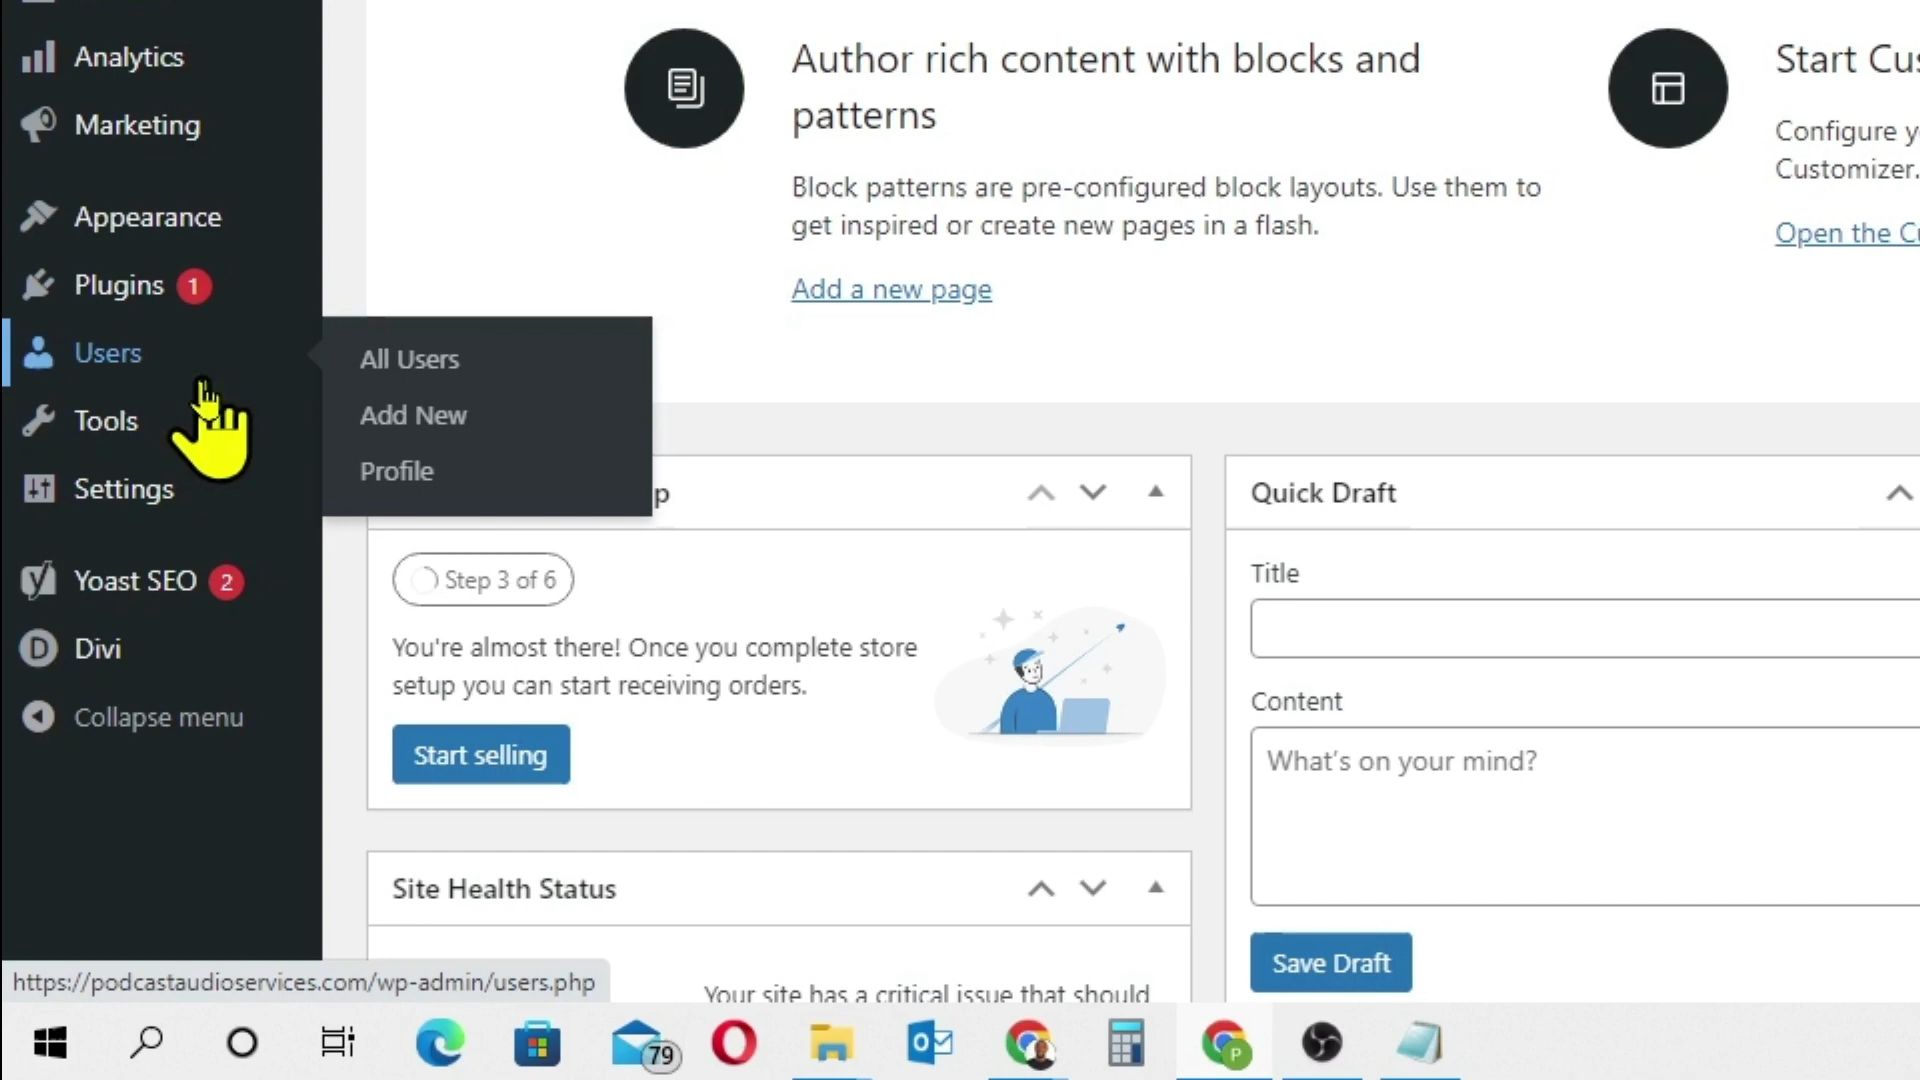 Analytics
Marketing
Appearance
Plugins 1
Users
Tools
Settings
Yoast SEO 2
Divi
Collapse menu
All Users
Add New
Profile
Author rich content with blocks and
patterns
Block patterns are pre-configured block layouts. Use them to
get inspired or create new pages in a flash.
Add a new page
Start Cus
Configure y
Customizer.
Open the Cu
p
Step 3 of 6
You're almost there! Once you complete store
setup you can start receiving orders.
Start selling
Site Health Status
Your site has a critical issue that should
Quick Draft
Title
Content
What's on your mind?
Save Draft
https://podcastaudioservices.com/wp-admin/users.php
79
P